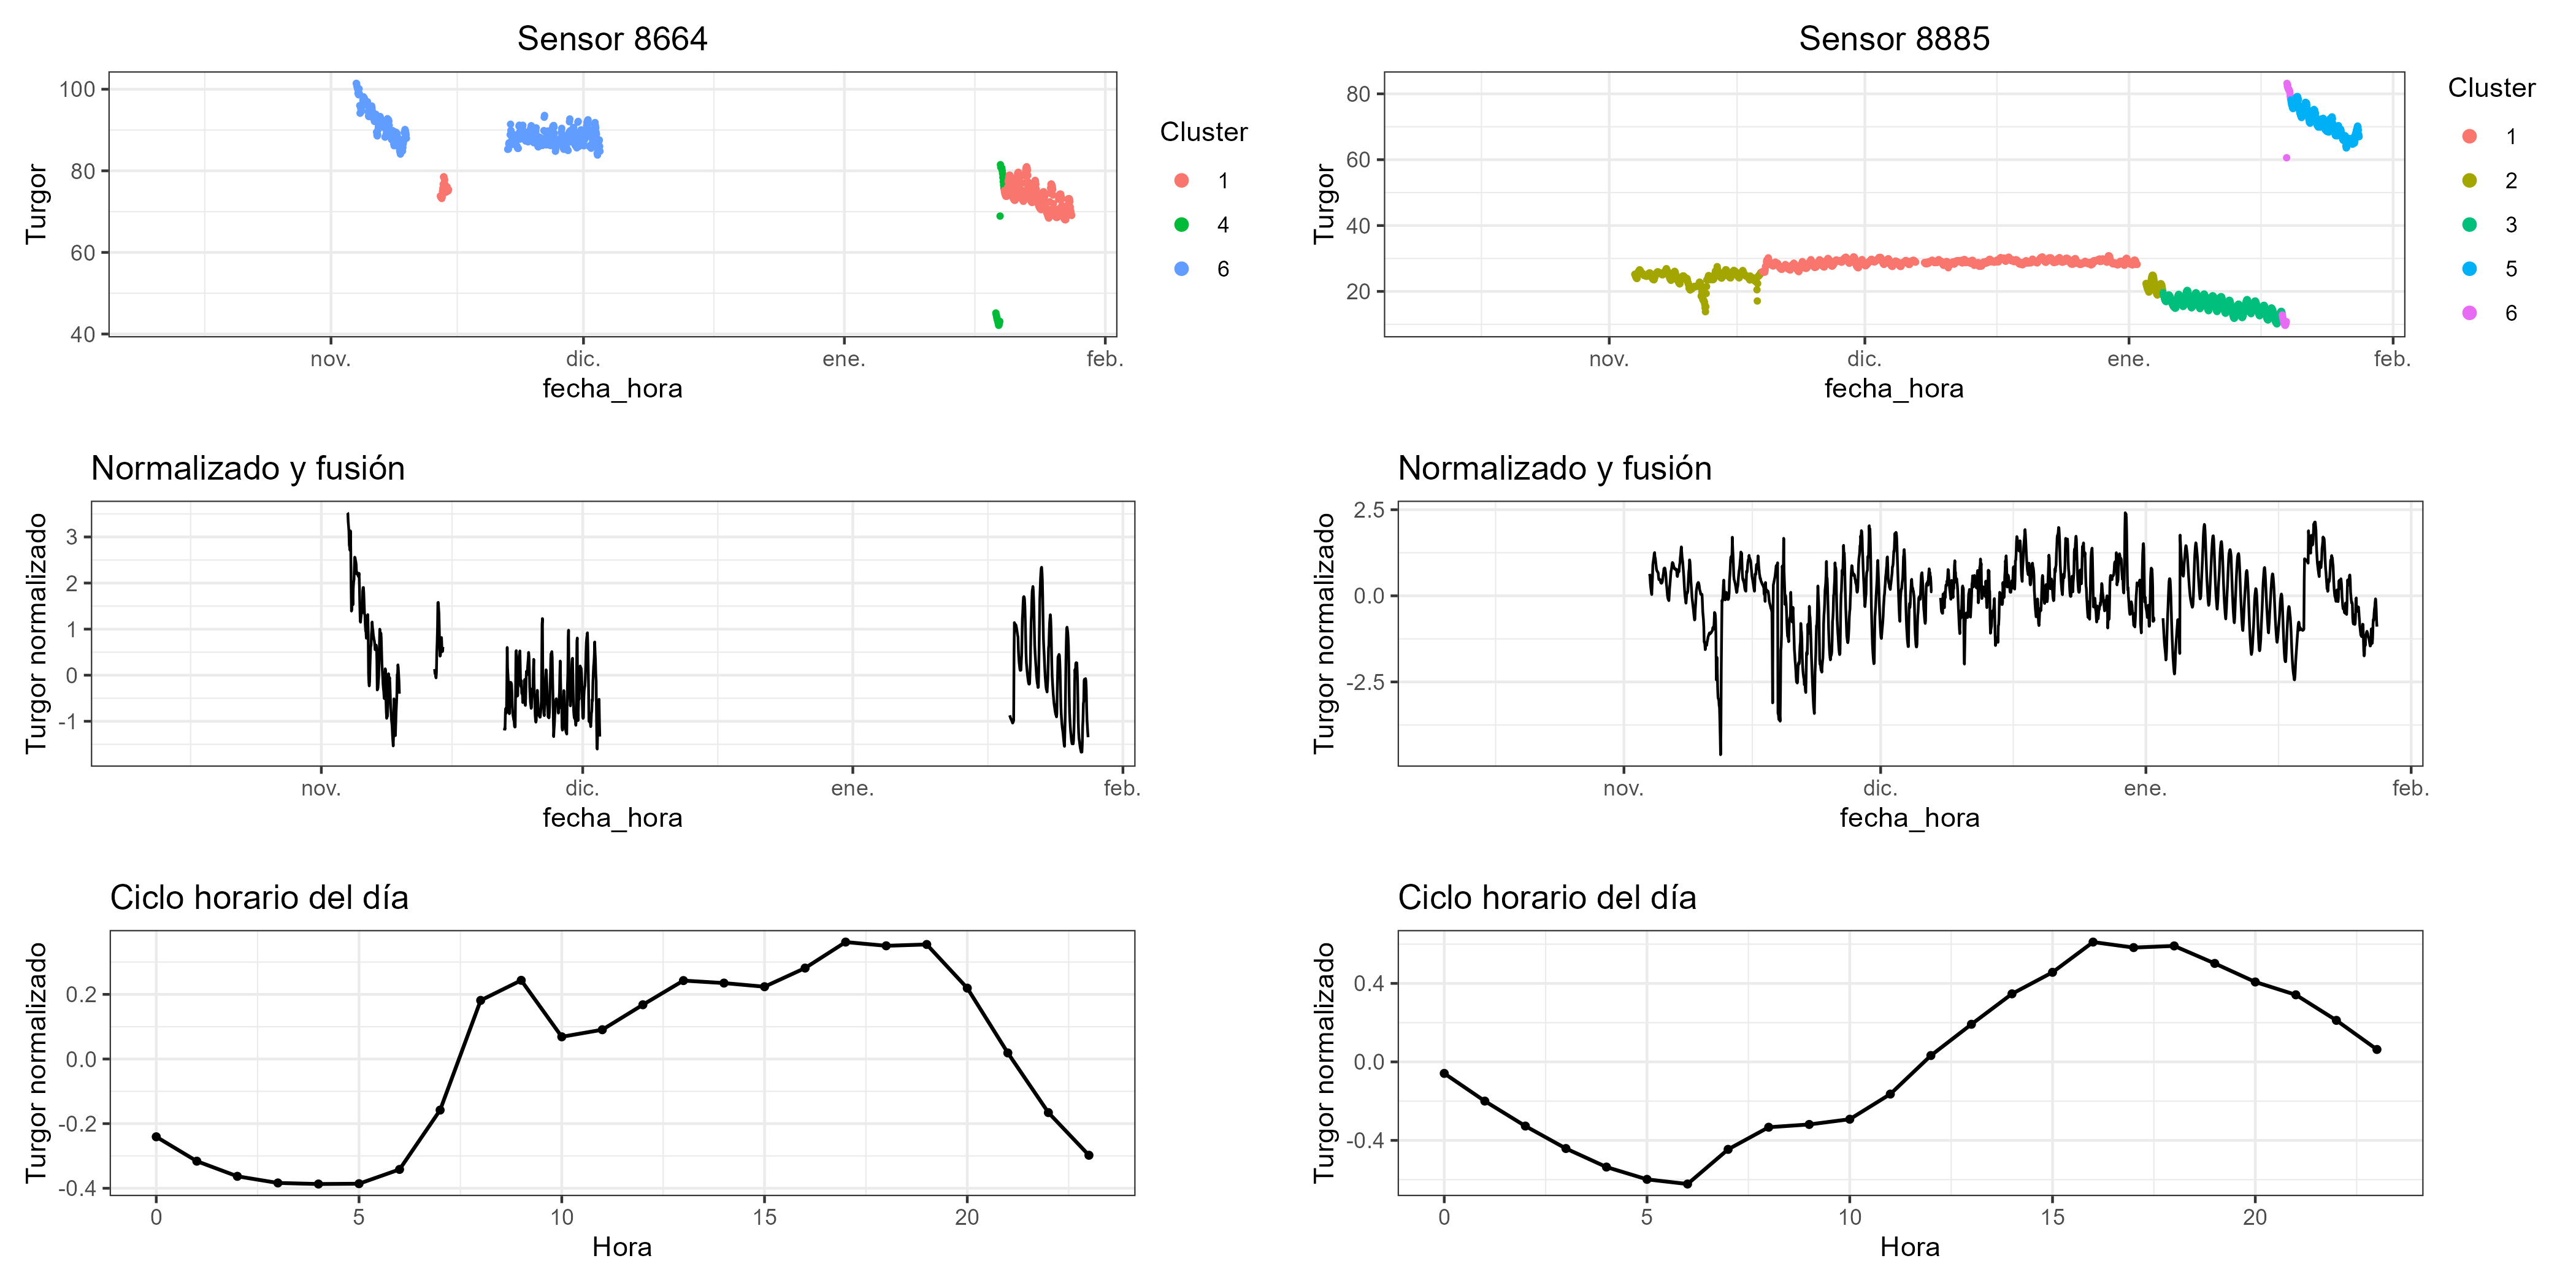 Sensor 8664
Turgor
100
80
60
40
nov.
dic.
ene.
feb.
fecha_hora
Cluster
1
4
6
Sensor 8885
Turgor
80
60
40
20
nov.
dic.
ene.
feb.
fecha_hora
Cluster
1
2
3
5
6
Normalizado y fusión
Turgor normalizado
3
2
1
0
-1
nov.
dic.
ene.
feb.
fecha_hora
Normalizado y fusión
Turgor normalizado
2.5
0.0
-2.5
nov.
dic.
ene.
feb.
fecha_hora
Ciclo horario del día
Turgor normalizado
0.2
0.0
-0.2
-0.4
0
5
10
15
20
Hora
Ciclo horario del día
Turgor normalizado
0.4
0.0
-0.4
0
5
10
15
20
Hora